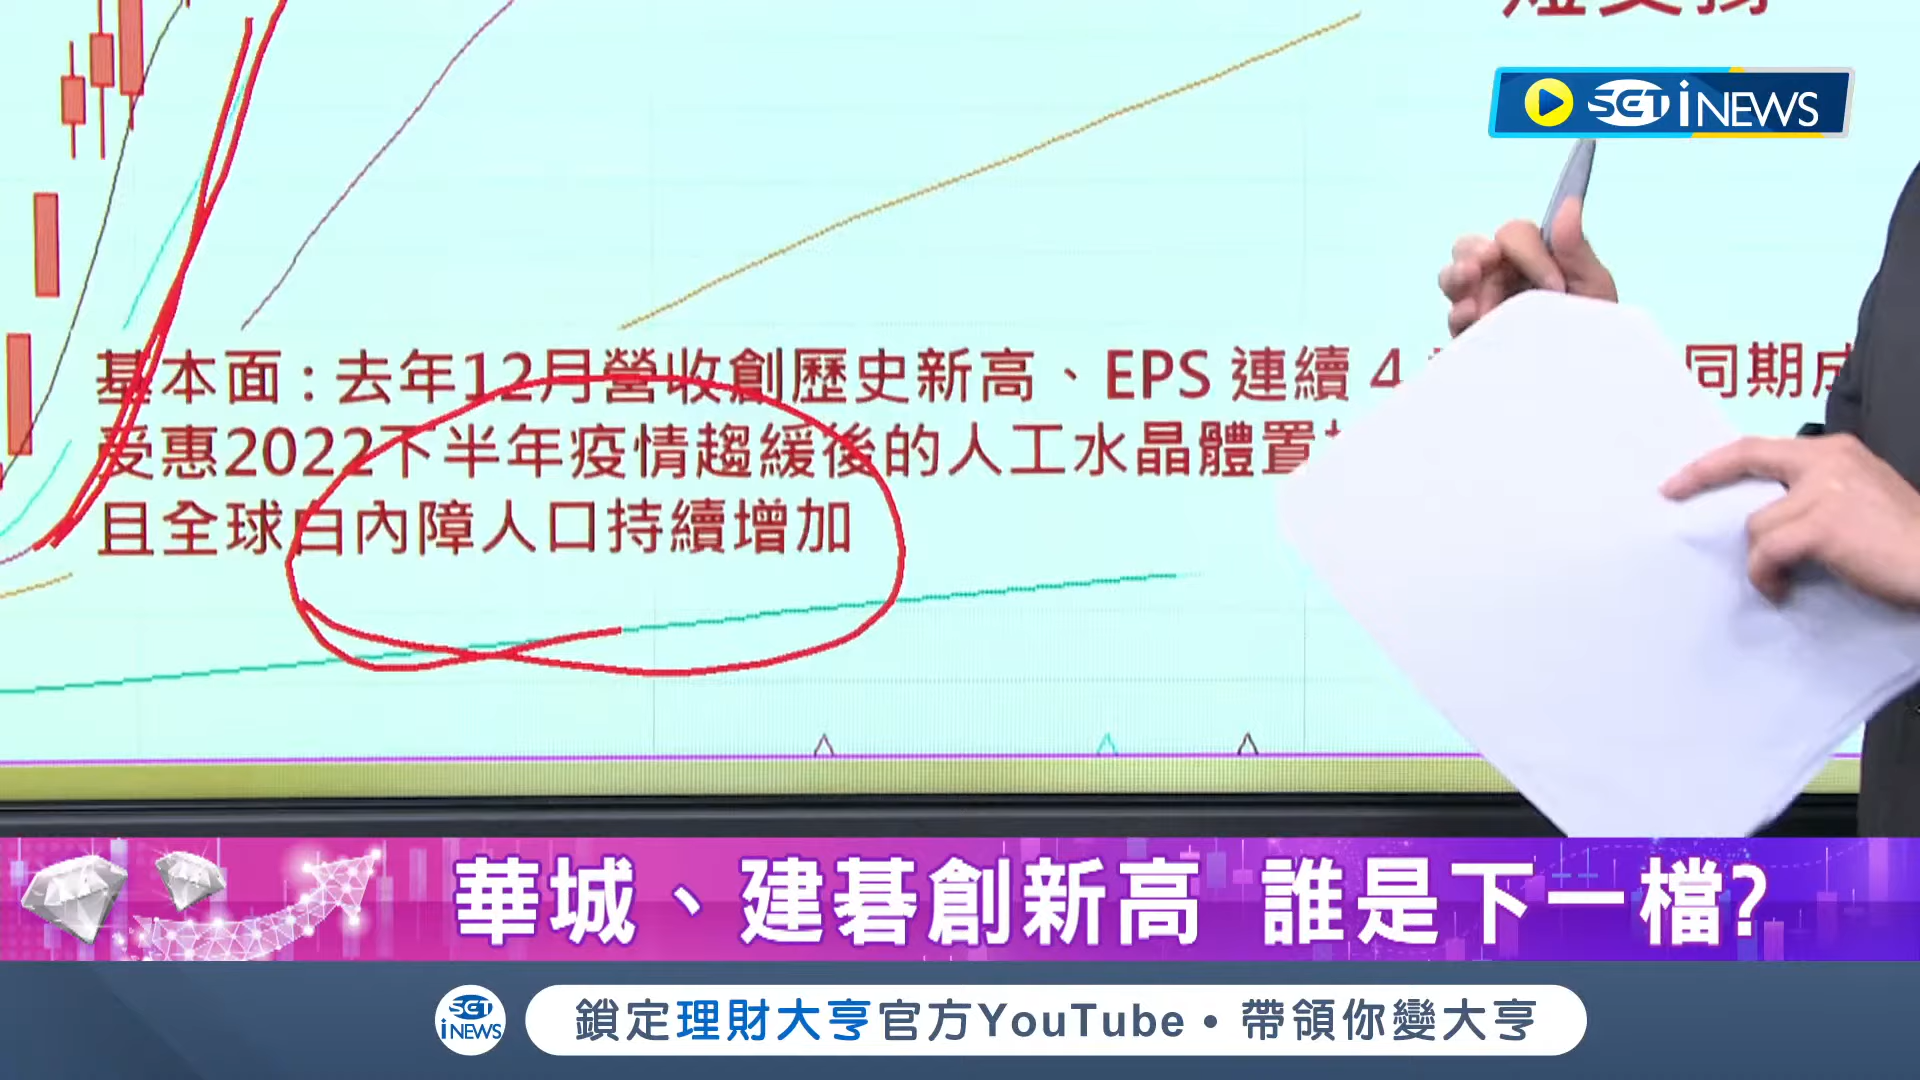 SET iNEWS
基本面：去年12月營收創歷史新高、EPS 連續 4 同期
受惠2022下半年疫情趨緩後的人工水晶體置
且全球白內障人口持續增加
華城、建碁創新高 誰是下一檔?
SET iNEWS 鎖定理財大亨官方YouTube•帶領你變大亨